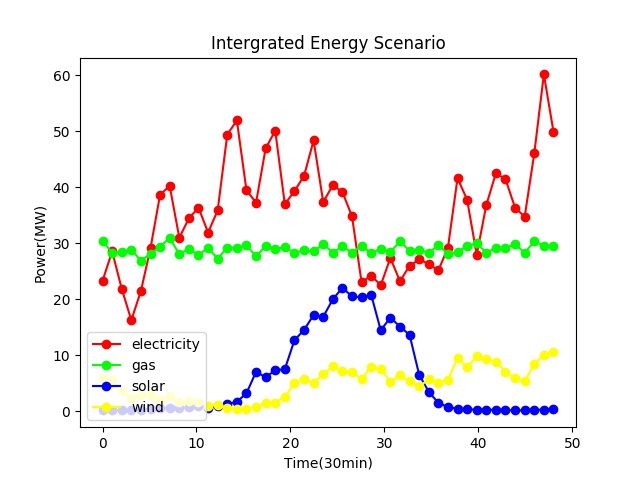 Intergrated Energy Scenario
Power(MW)
60
50
40
30
20
10
0
electricity
gas
solar
wind
0 10 20 30 40 50
Time(30min)